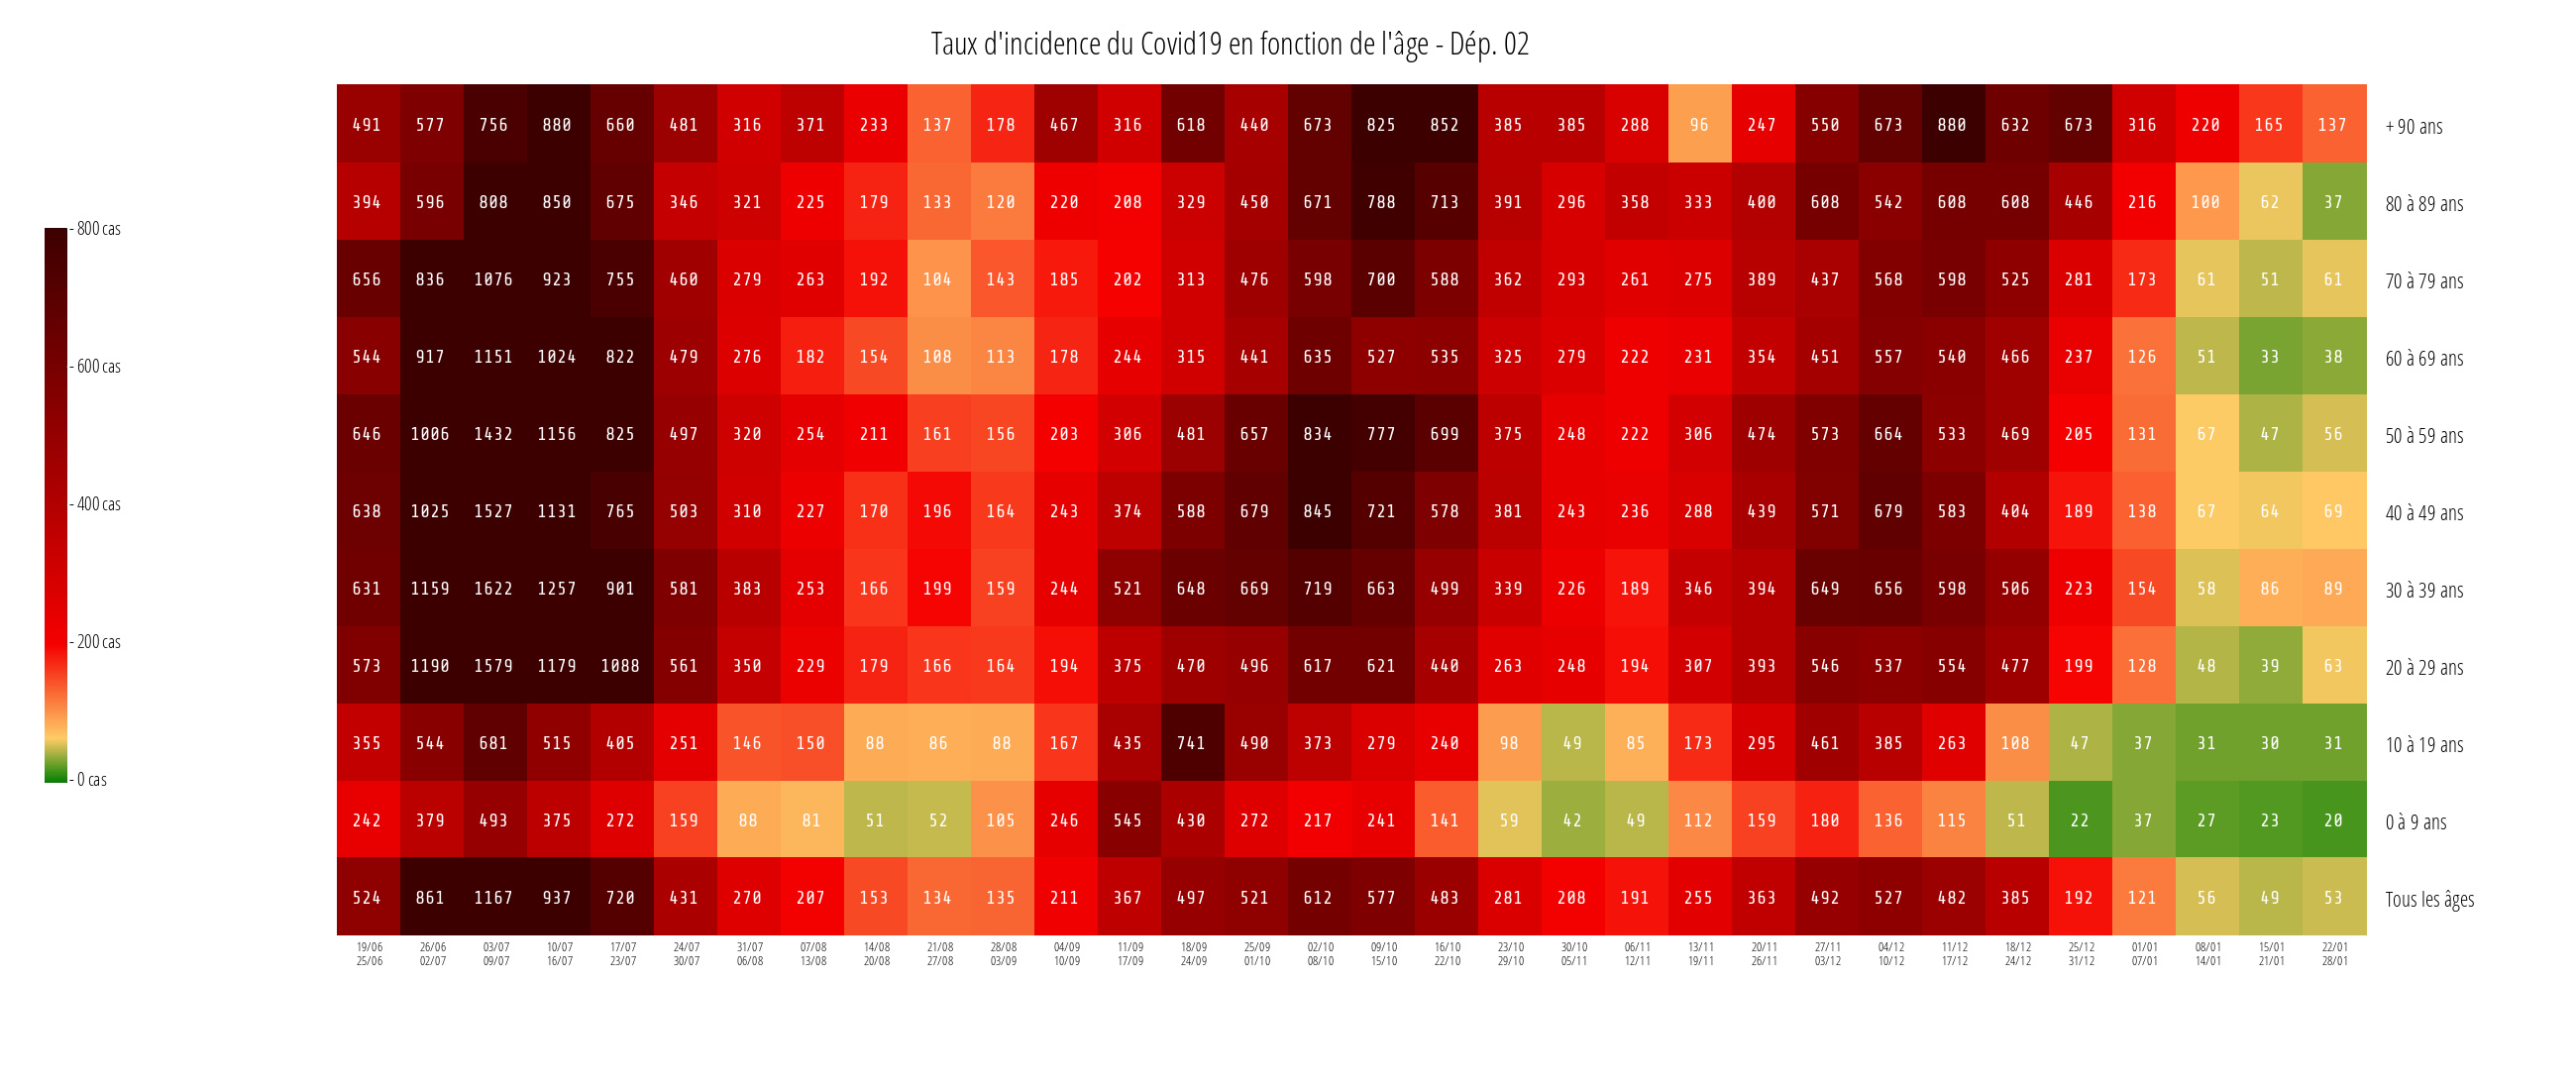 Taux d'incidence du Covid19 en fonction de l'âge - Dép. 02
- 800 cas
- 600 cas
- 400 cas
- 200 cas
- 0 cas
491 577 756 880 660 481 316 371 233 137 178 467 316 618 440 673 825 852 385 385 288 96 247 550 673 880 632 673 316 220 165 137 + 90 ans
394 596 808 850 675 346 321 225 179 133 120 220 208 329 450 671 788 713 391 296 358 333 400 608 542 608 608 446 216 100 62 37 80 à 89 ans
656 836 1076 923 755 460 279 263 192 104 143 185 202 313 476 598 700 588 362 293 261 275 389 437 568 598 525 281 173 61 51 61 70 à 79 ans
544 917 1151 1024 822 479 276 182 154 108 113 178 244 315 441 635 527 535 325 279 222 231 354 451 557 540 466 237 126 51 33 38 60 à 69 ans
646 1006 1432 1156 825 497 320 254 211 161 156 203 306 481 657 834 777 699 375 248 222 306 474 573 664 533 469 205 131 67 47 56 50 à 59 ans
638 1025 1527 1131 765 503 310 227 170 196 164 243 374 588 679 845 721 578 381 243 236 288 439 571 679 583 404 189 138 67 64 69 40 à 49 ans
631 1159 1622 1257 901 581 383 253 166 199 159 244 521 648 669 719 663 499 339 226 189 346 394 649 656 598 506 223 154 58 86 89 30 à 39 ans
573 1190 1579 1179 1088 561 350 229 179 166 164 194 375 470 496 617 621 440 263 248 194 307 393 546 537 554 477 199 128 48 39 63 20 à 29 ans
355 544 681 515 405 251 146 150 88 86 88 167 435 741 490 373 279 240 98 49 85 173 295 461 385 263 108 47 37 31 30 31 10 à 19 ans
242 379 493 375 272 159 88 81 51 52 105 246 545 430 272 217 241 141 59 42 49 112 159 180 136 115 51 22 37 27 23 20 0 à 9 ans
524 861 1167 937 720 431 270 207 153 134 135 211 367 497 521 612 577 483 281 208 191 255 363 492 527 482 385 192 121 56 49 53 Tous les âges
19/06 26/06 03/07 10/07 17/07 24/07 31/07 07/08 14/08 21/08 28/08 04/09 11/09 18/09 25/09 02/10 09/10 16/10 23/10 30/10 06/11 13/11 20/11 27/11 04/12 11/12 18/12 25/12 01/01 08/01 15/01 22/01
25/06 02/07 09/07 16/07 23/07 30/07 06/08 13/08 20/08 27/08 03/09 10/09 17/09 24/09 01/10 08/10 15/10 22/10 29/10 05/11 12/11 19/11 26/11 03/12 10/12 17/12 24/12 31/12 07/01 14/01 21/01 28/01